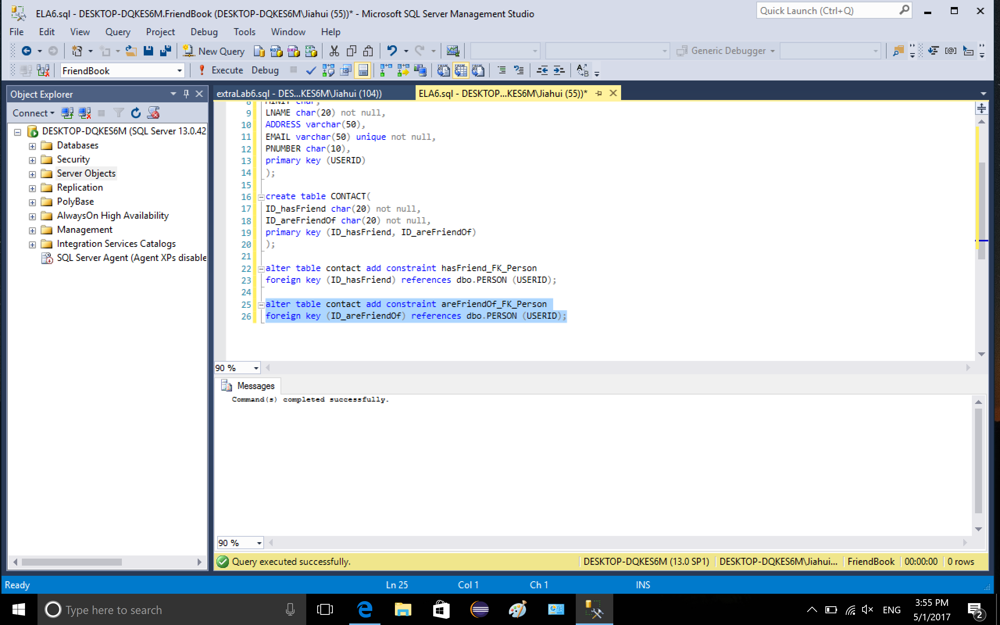 ELA6.sql - DESKTOP-DQKES6M.FriendBook (DESKTOP-DQKES6M\Jiahui (55))* - Microsoft SQL Server Management Studio
Quick Launch (Ctrl+Q)
File Edit View Query Project Debug Tools Window Help
New Query
Generic Debugger
FriendBook
Execute Debug
Object Explorer
extraLab6.sql - DES...KES6M\Jiahui (104))
ELA6.sql - DESKTOP...KES6M\Jiahui (55))*
Connect
DESKTOP-DQKES6M (SQL Server 13.0.42
Databases
Security
Server Objects
Replication
PolyBase
AlwaysOn High Availability
Management
Integration Services Catalogs
SQL Server Agent (Agent XPs disable
8 MINIT char,
9 LNAME char(20) not null,
10 ADDRESS varchar(50),
11 EMAIL varchar(50) unique not null,
12 PNUMBER char(10),
13 primary key (USERID)
14 );
15
16 create table CONTACT(
17 ID_hasFriend char(20) not null,
18 ID_areFriendOf char(20) not null,
19 primary key (ID_hasFriend, ID_areFriendOf)
20 );
21
22 alter table contact add constraint hasFriend_FK_Person
23 foreign key (ID_hasFriend) references dbo.PERSON (USERID);
24
25 alter table contact add constraint areFriendOf_FK_Person
26 foreign key (ID_areFriendOf) references dbo.PERSON (USERID);
90 %
Messages
Command(s) completed successfully.
90 %
Query executed successfully.
DESKTOP-DQKES6M (13.0 SP1)
DESKTOP-DQKES6M\Jiahui...
FriendBook
00:00:00
0 rows
Ready
Ln 25
Col 1
Ch 1
INS
Type here to search
ENG
3:55 PM
5/1/2017
2